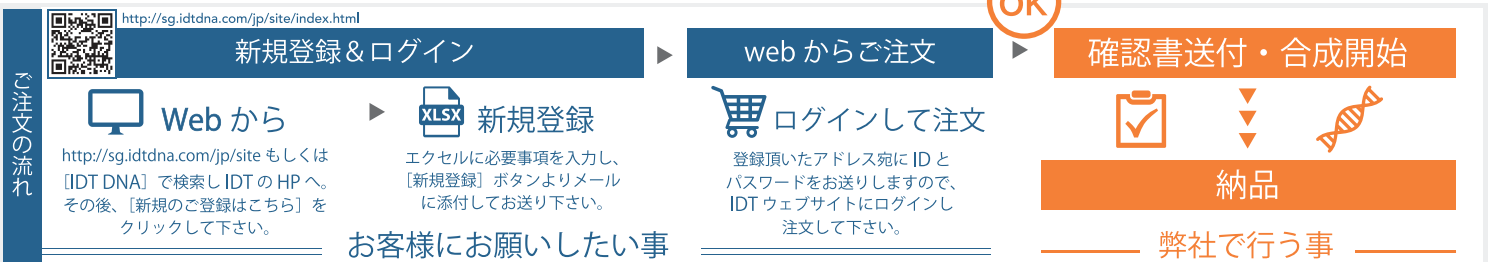 ご注文の流れ
http://sg.idtdna.com/jp/site/index.html
新規登録＆ログイン
Web から
http://sg.idtdna.com/jp/site もしくは
［IDT DNA］で検索し IDT の HP へ。
その後、［新規のご登録はこちら］を
クリックして下さい。
XLSX
新規登録
エクセルに必要事項を入力し、
［新規登録］ボタンよりメール
に添付してお送り下さい。
web からご注文
ログインして注文
登録頂いたアドレス宛に ID と
パスワードをお送りしますので、
IDT ウェブサイトにログインし
注文して下さい。
お客様にお願いしたい事
OK
確認書送付・合成開始
納品
弊社で行う事